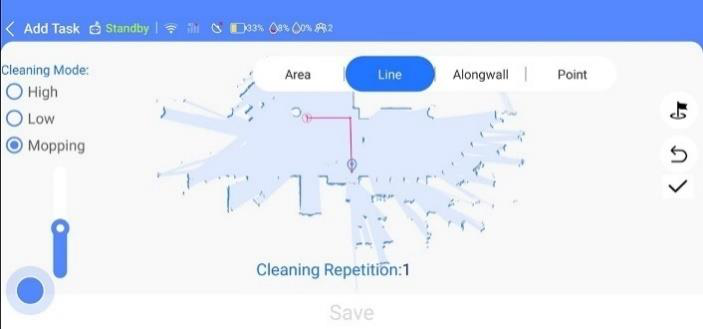 Add Task Standby | 33% 8% 0% 2
Cleaning Mode:
High
Low
Mopping
Area Line Alongwall | Point
Cleaning Repetition:1
Save